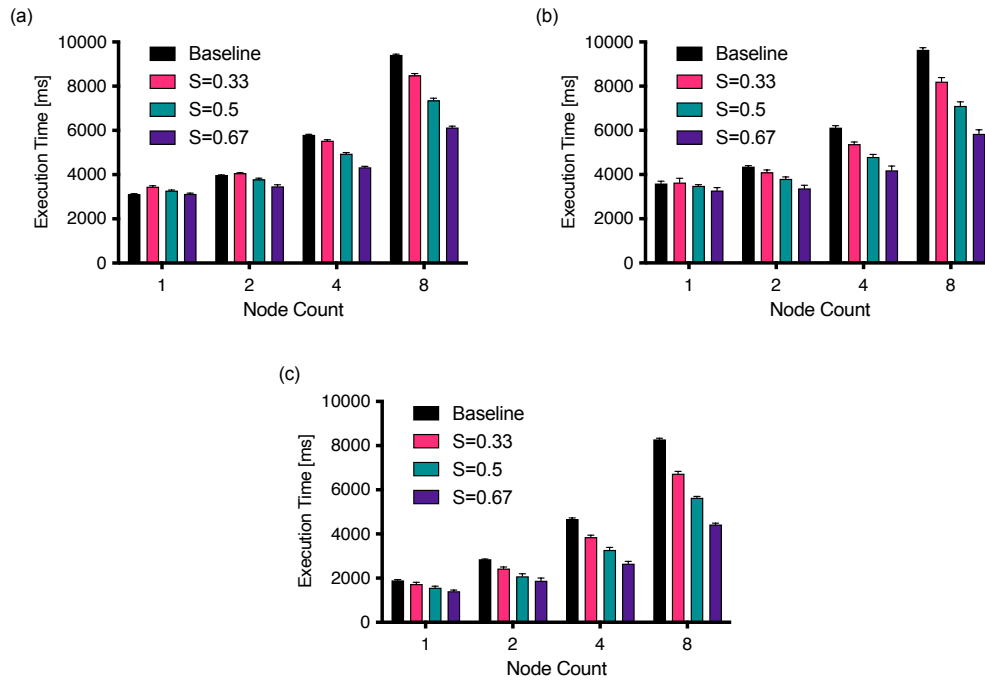 (a)
10000
8000
6000
4000
2000
0
Execution Time [ms]
Baseline
S=0.33
S=0.5
S=0.67
1 2 4 8
Node Count
(b)
10000
8000
6000
4000
2000
0
Execution Time [ms]
Baseline
S=0.33
S=0.5
S=0.67
1 2 4 8
Node Count
(c)
10000
8000
6000
4000
2000
0
Execution Time [ms]
Baseline
S=0.33
S=0.5
S=0.67
1 2 4 8
Node Count